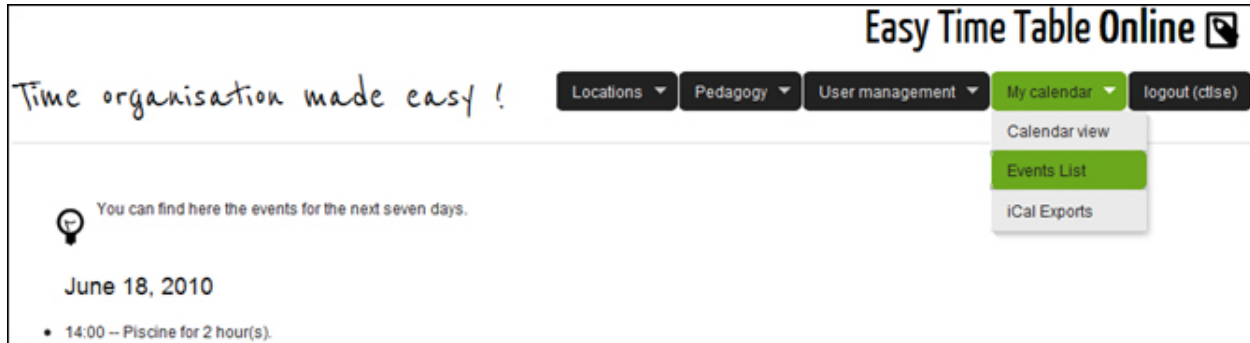 Easy Time Table Online
Time organisation made easy !
Locations Pedagogy User management My calendar logout (ctlse)
Calendar view
Events List
iCal Exports
You can find here the events for the next seven days.
June 18, 2010
14:00 -- Piscine for 2 hour(s).